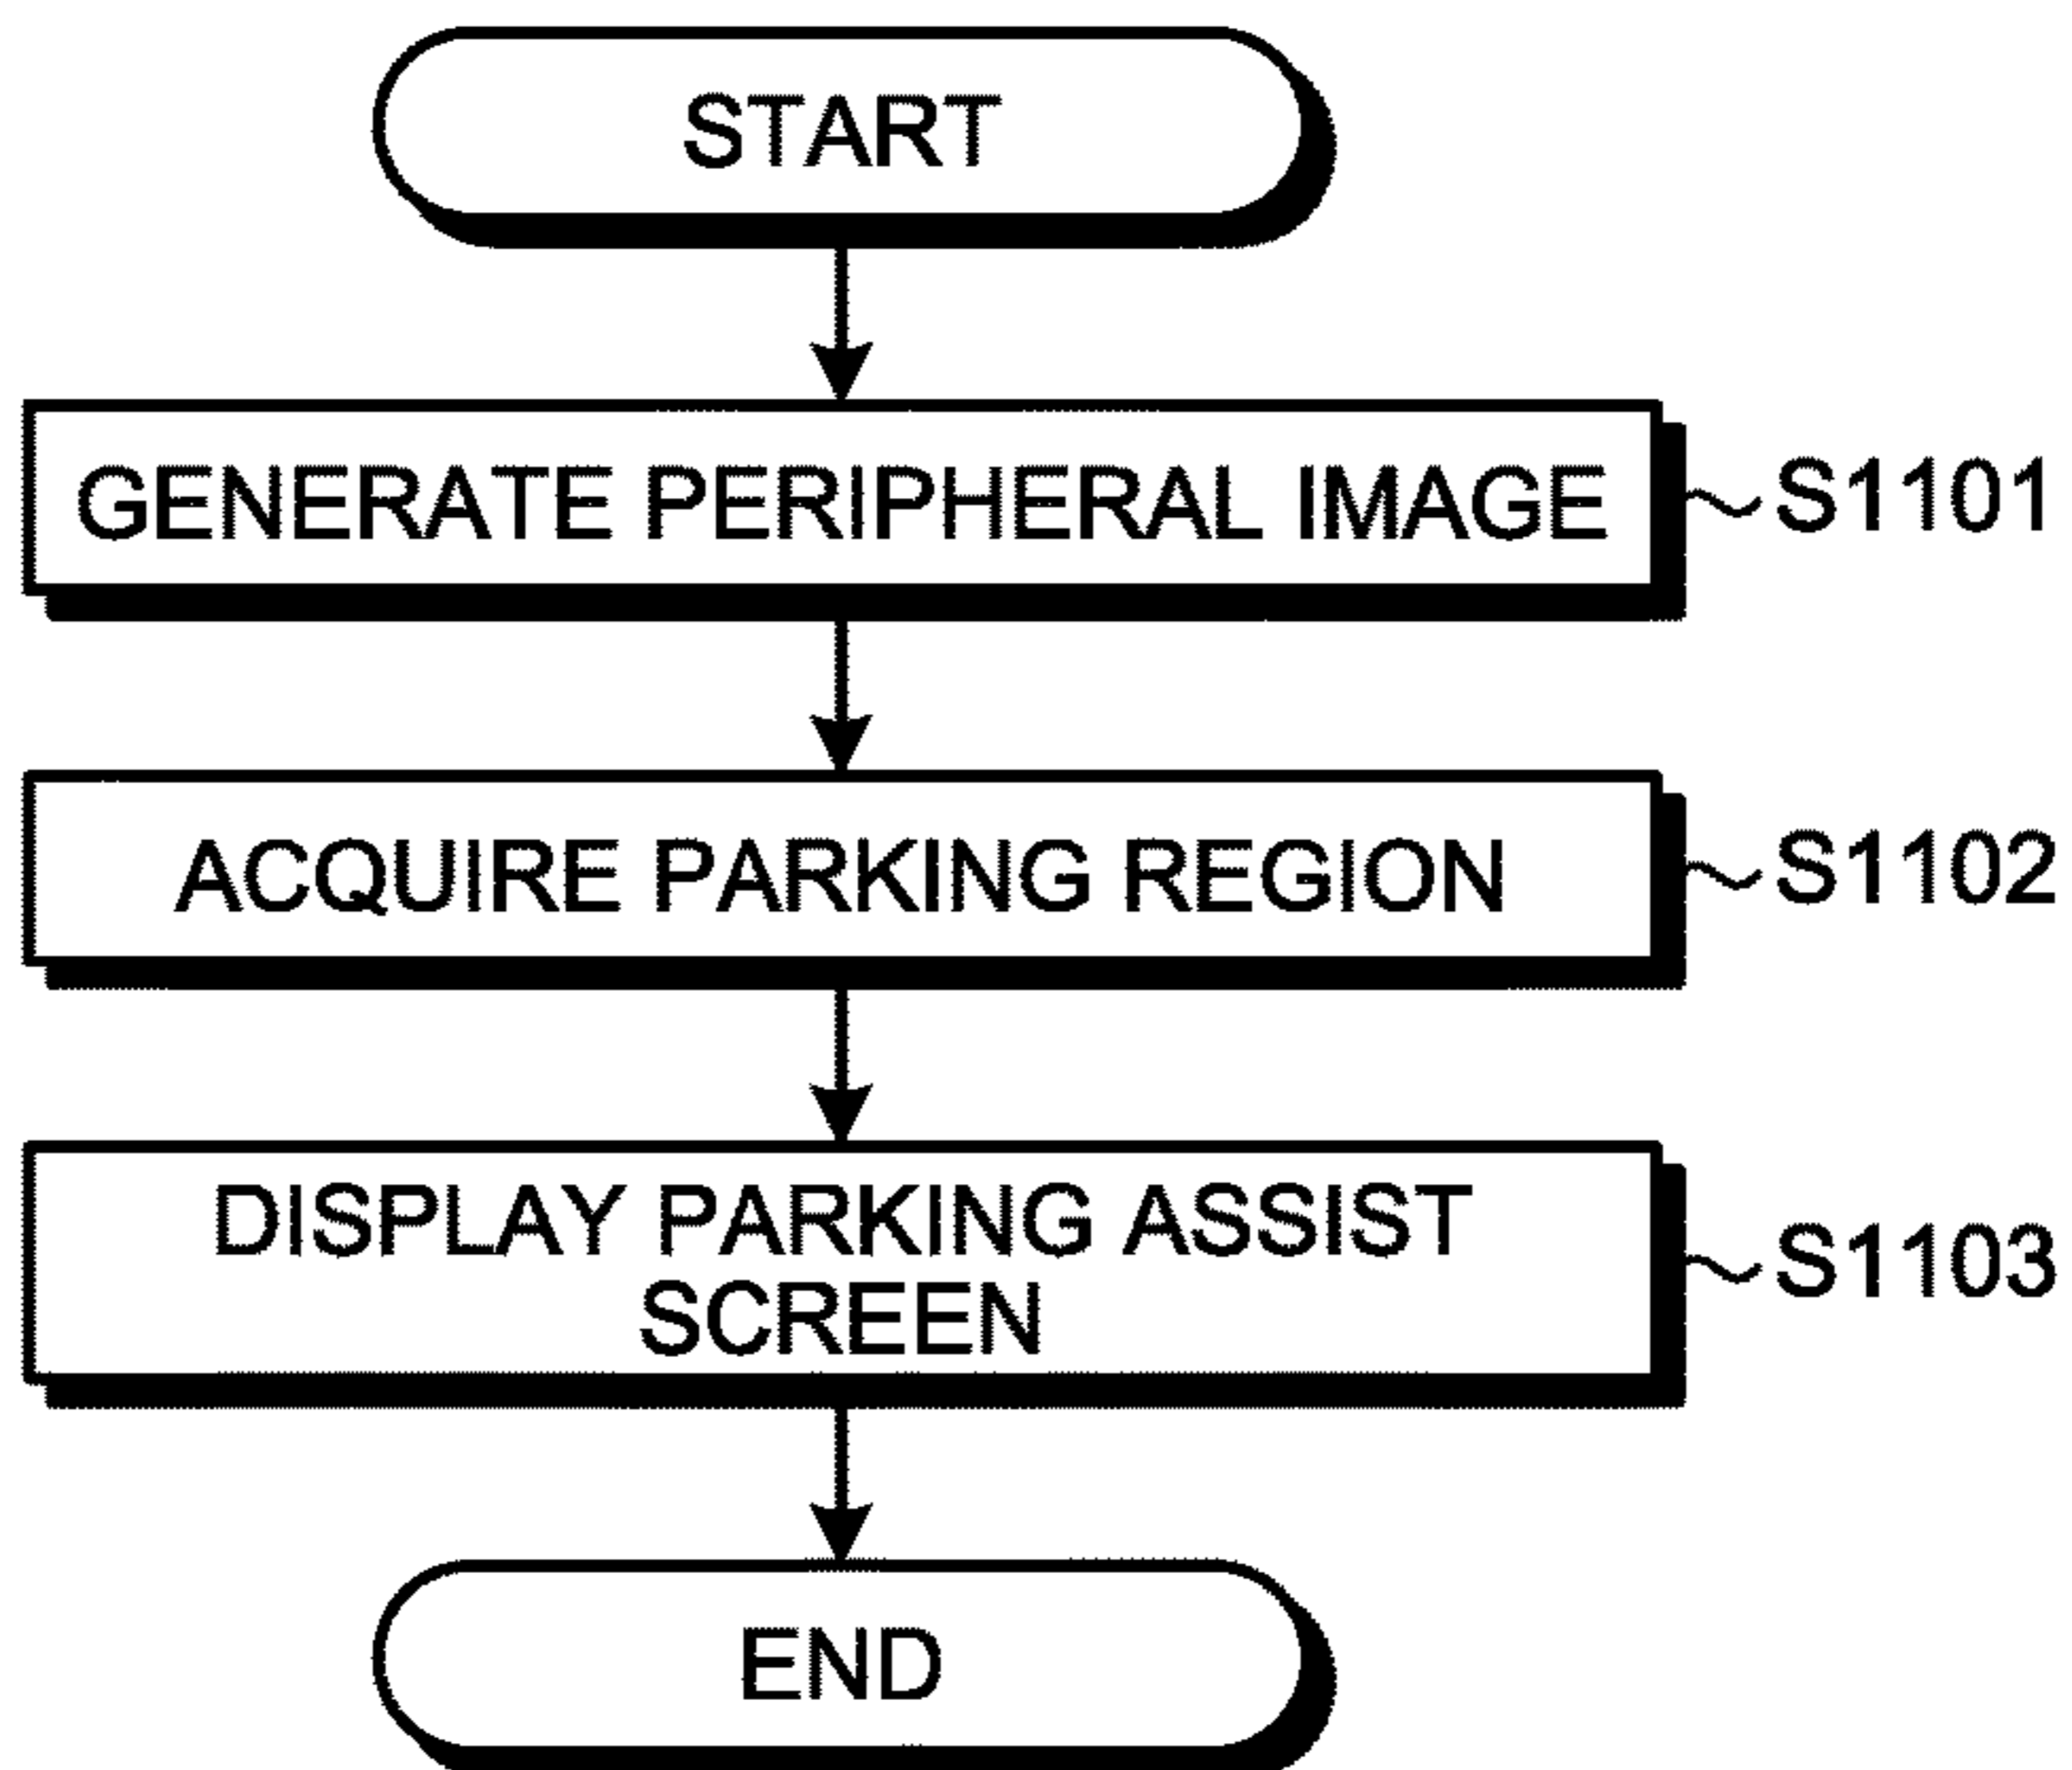 START
GENERATE PERIPHERAL IMAGE
S1101
ACQUIRE PARKING REGION
S1102
DISPLAY PARKING ASSIST
SCREEN
S1103
END